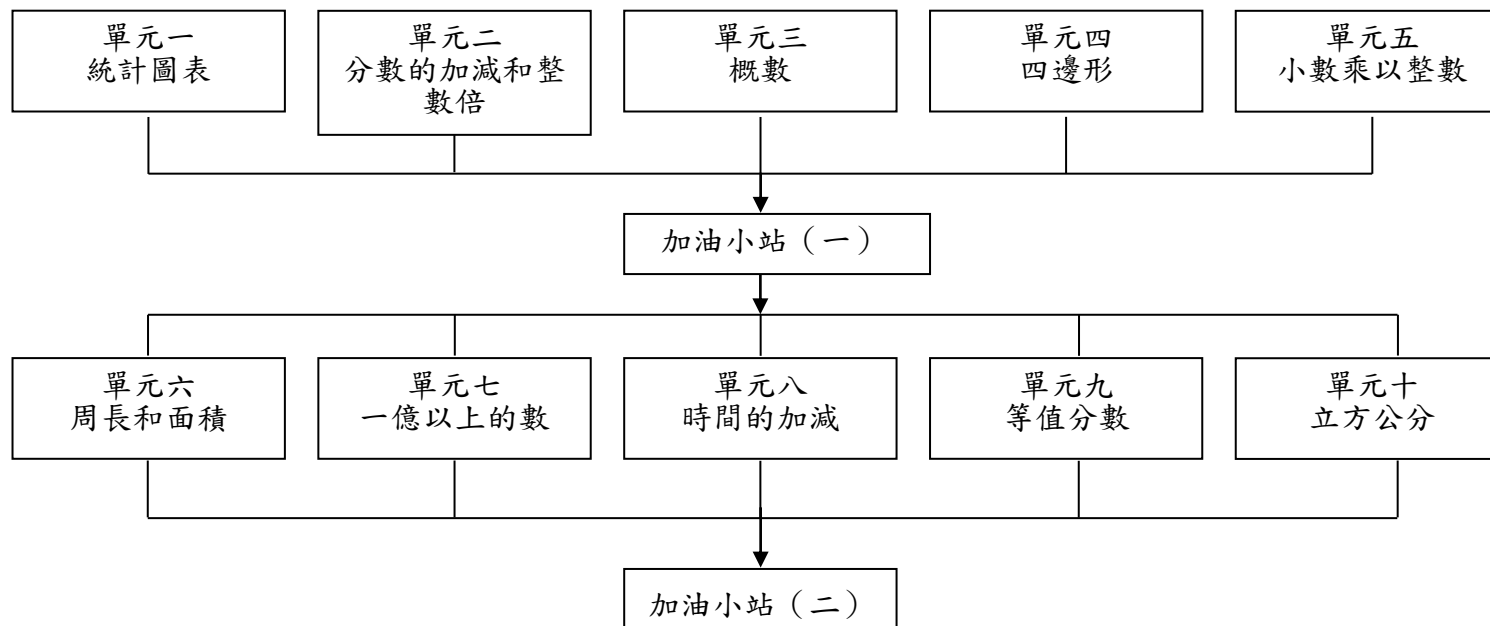 單元一
統計圖表
單元二
分數的加減和整
數倍
單元三
概數
單元四
四邊形
單元五
小數乘以整數
加油小站（一）
單元六
周長和面積
單元七
一億以上的數
單元八
時間的加減
單元九
等值分數
單元十
立方公分
加油小站（二）